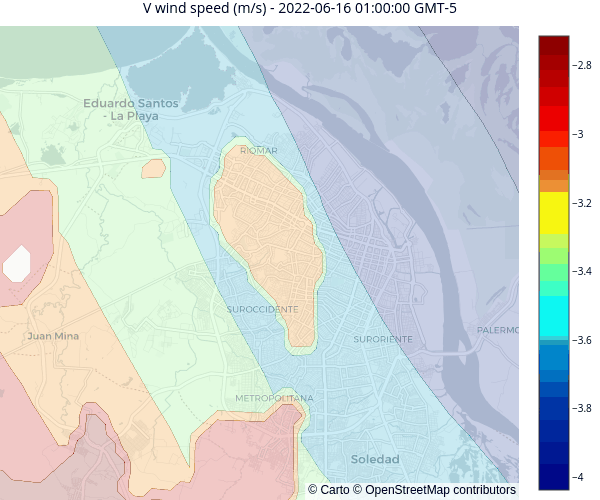 V wind speed (m/s) - 2022-06-16 01:00:00 GMT-5
−2.8
Eduardo Santos
- La Playa
−3
RIOMAR
−3.2
−3.4
SUROCCIDENTE
PALERMO
Juan Mina
SURORIENTE
−3.6
METROPOLITANA
−3.8
Soledad
−4
© Carto © OpenStreetMap contributors